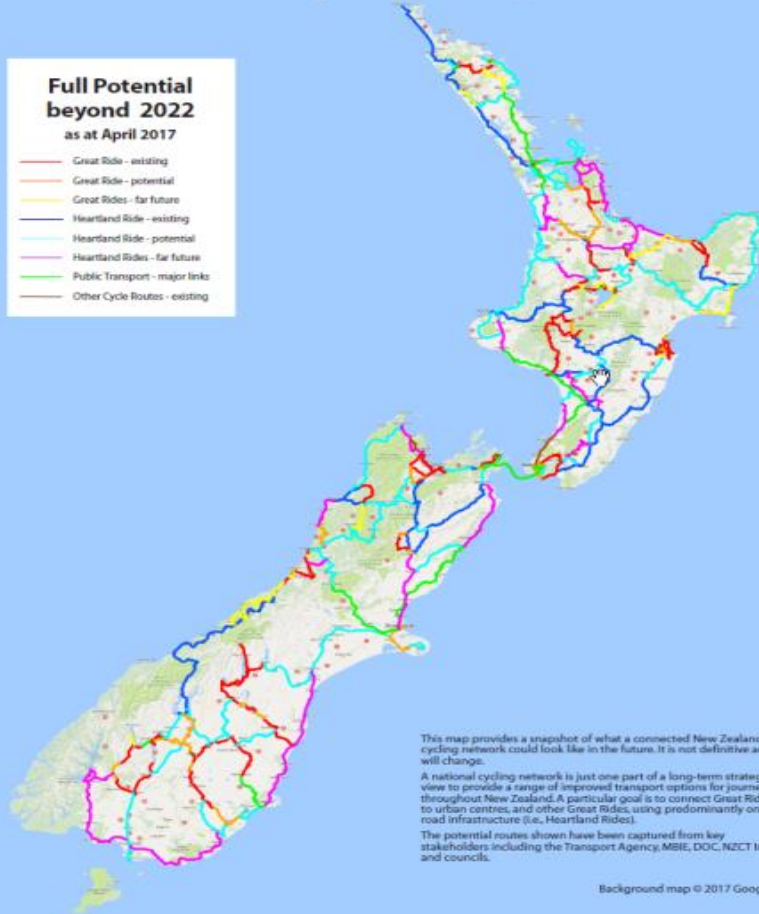 Full Potential
beyond 2022
as at April 2017
Great Ride - existing
Great Ride - potential
Great Rides - far future
Heartland Ride - existing
Heartland Ride - potential
Heartland Rides - far future
Public Transport - major links
Other Cycle Routes - existing
This map provides a snapshot of what a connected New Zealand
cycling network could look like in the future. It is not definitive
will change.
A national cycling network is just one part of a long-term
view to provide a range of improved transport options for
throughout New Zealand. A particular goal is to connect Great
to urban centres, and other Great Rides, using predominantly
road infrastructure (i.e., Heartland Rides).
The potential routes shown have been captured from key
stakeholders including the Transport Agency, MBIE, DOC, NZCT
and councils.
Background map © 2017